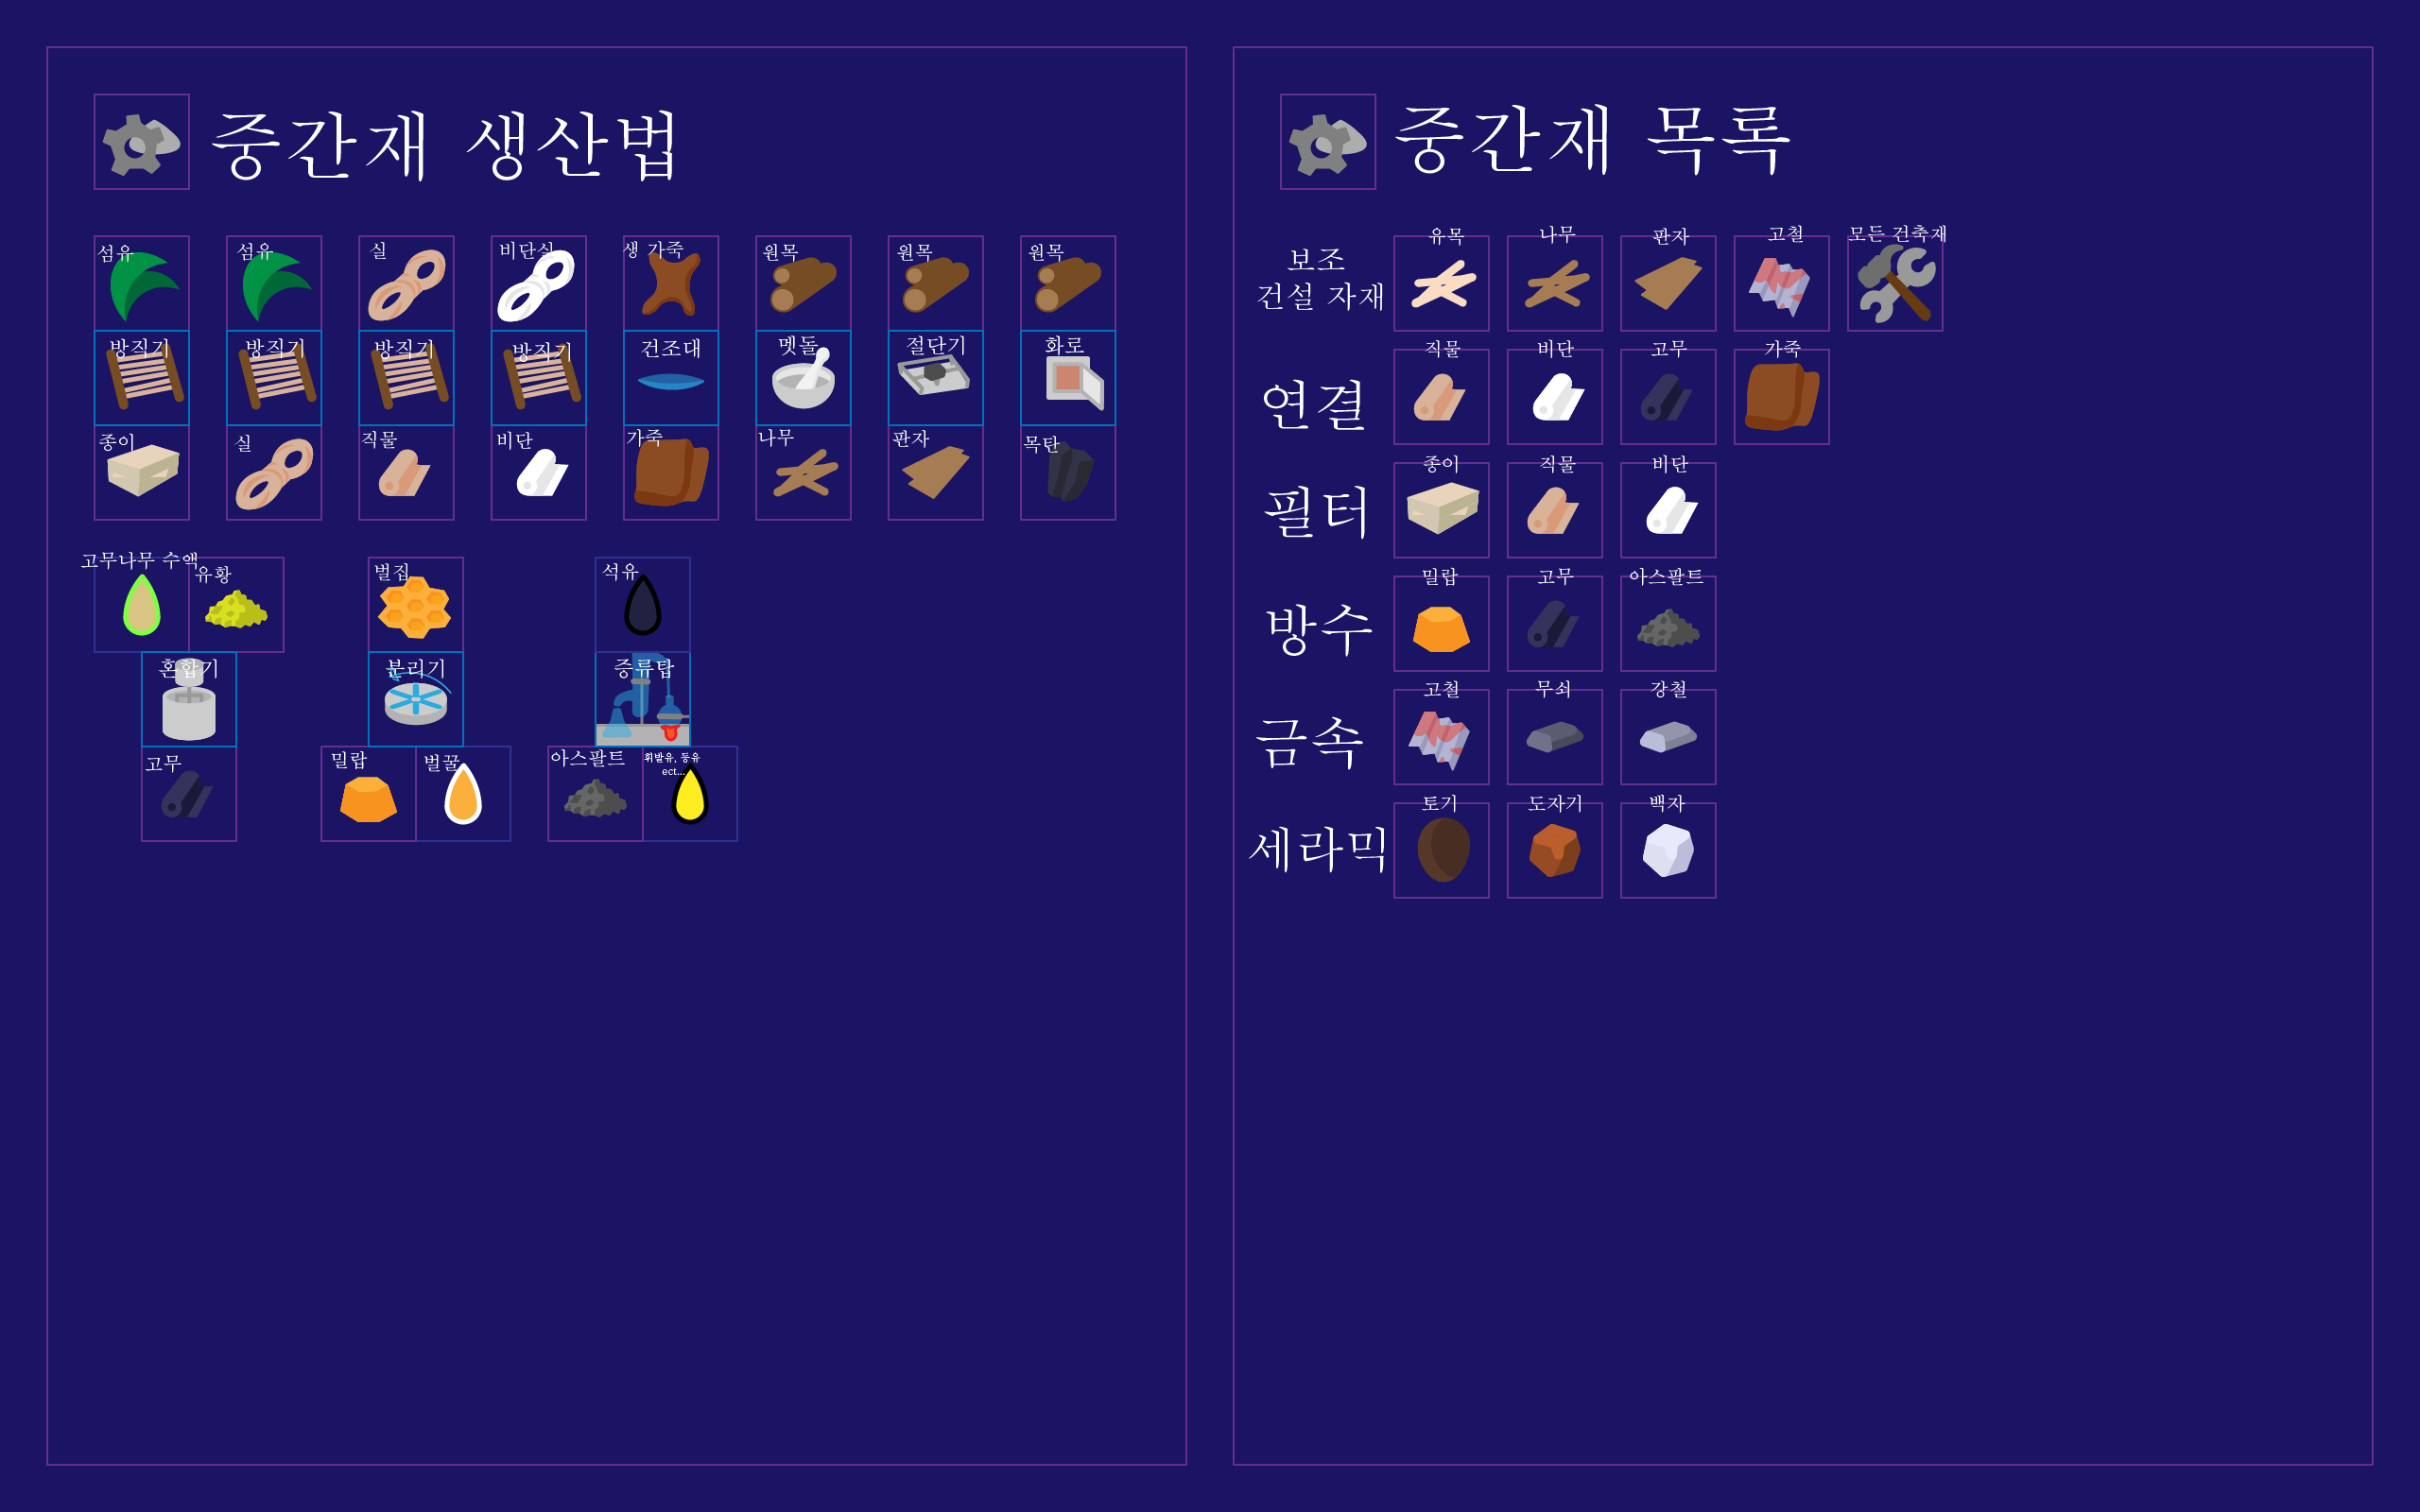 중간재 생산법
섬유 섬유 실 비단실 생 가죽 원목 원목 원목
방직기 방직기 방직기 방직기 건조대 멧돌 절단기 화로
종이 실 직물 비단 가죽 나무 판자 목탄
고무나무 수액 유황 벌집 석유
혼합기 분리기 증류탑
고무 밀랍 벌꿀 아스팔트 휘발유, 등유
ect...
중간재 목록
보조
건설 자재
유목 나무 판자 고철 모든 건축재
연결
직물 비단 고무 가죽
필터
종이 직물 비단
방수
밀랍 고무 아스팔트
금속
고철 무쇠 강철
세라믹
토기 도자기 백자